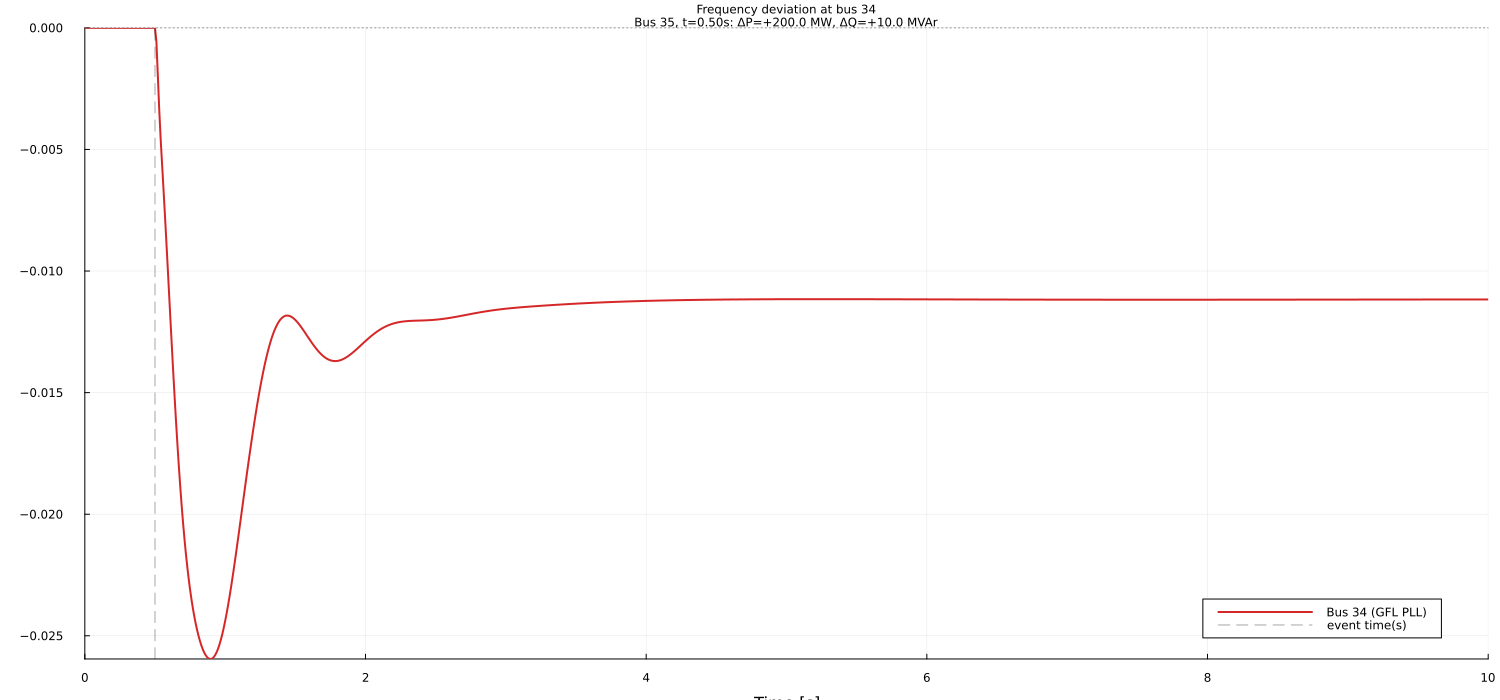 Frequency deviation at bus 34
Bus 35, t=0.50s: ΔP=+200.0 MW, ΔQ=+10.0 MVAr
0.000
−0.005
−0.010
−0.015
−0.020
−0.025
Bus 34 (GFL PLL)
event time(s)
0 2 4 6 8 10
Time [s]